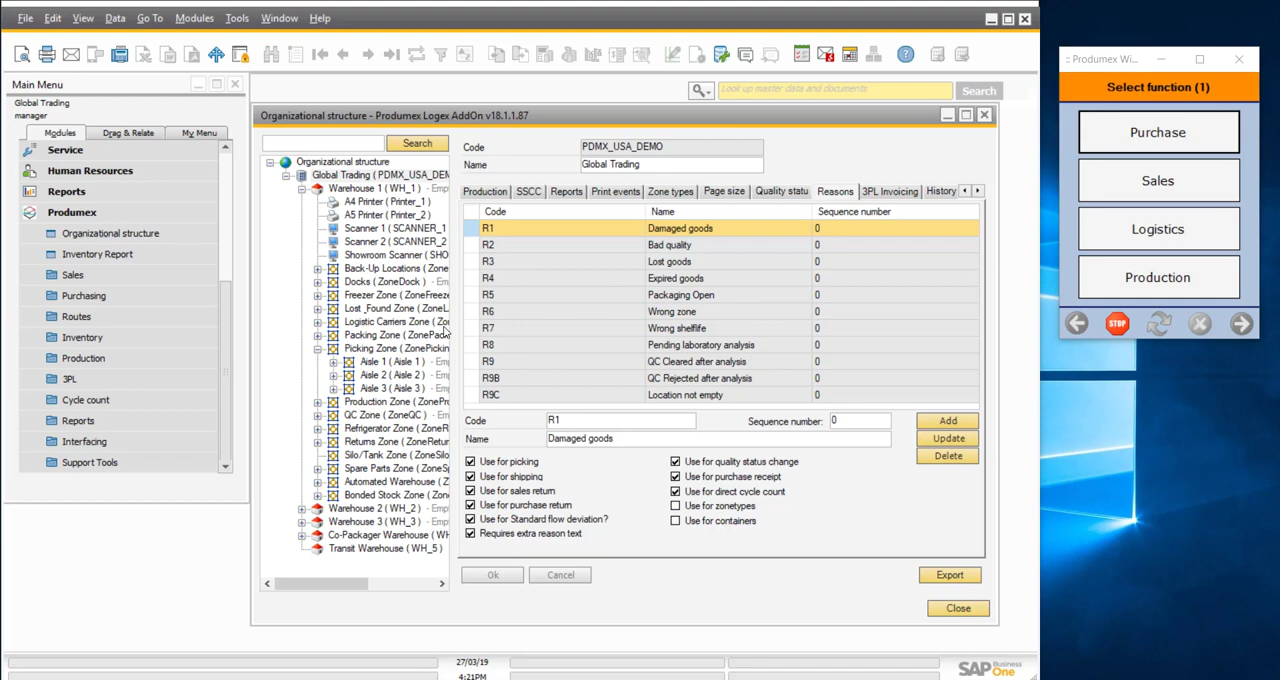 File Edit View Data Go To Modules Tools Window Help
Main Menu
Global Trading
manager
Modules Drag & Relate My Menu
Service
Human Resources
Reports
Produmex
Organizational structure
Inventory Report
Sales
Purchasing
Routes
Inventory
Production
3PL
Cycle count
Reports
Interfacing
Support Tools
Look up master data and documents Search
Organizational structure - Produmex Logex AddOn v18.1.1.87
Search
Organizational structure
Global Trading ( PDMX_USA_DEM
Warehouse 1 ( WH_1 ) - Emp
A4 Printer ( Printer_1 )
A5 Printer ( Printer_2 )
Scanner 1 ( SCANNER_1
Scanner 2 ( SCANNER_2
Showroom Scanner ( SHO
Back-Up Locations ( Zone
Docks ( ZoneDock ) - Em
Freezer Zone ( ZoneFreeze
Lost_Found Zone ( ZoneL
Logistic Carriers Zone ( Zo
Packing Zone ( ZonePack
Picking Zone ( ZonePickin
Aisle 1 ( Aisle 1 ) - Emp
Aisle 2 ( Aisle 2 ) - Emp
Aisle 3 ( Aisle 3 ) - Emp
Production Zone ( ZonePr
QC Zone ( ZoneQC ) - Em
Refrigerator Zone ( ZoneR
Returns Zone ( ZoneRetur
Silo/Tank Zone ( ZoneSilo
Spare Parts Zone ( ZoneSp
Automated Warehouse ( Z
Bonded Stock Zone ( Zone
Warehouse 2 ( WH_2 ) - Emp
Warehouse 3 ( WH_3 ) - Emp
Co-Packager Warehouse ( WH
Transit Warehouse ( WH_5 )
Code PDMX_USA_DEMO
Name Global Trading
Production SSCC Reports Print events Zone types Page size Quality statu Reasons 3PL Invoicing History
Code Name Sequence number
R1 Damaged goods 0
R2 Bad quality 0
R3 Lost goods 0
R4 Expired goods 0
R5 Packaging Open 0
R6 Wrong zone 0
R7 Wrong shelflife 0
R8 Pending laboratory analysis 0
R9 QC Cleared after analysis 0
R9B QC Rejected after analysis 0
R9C Location not empty 0
Code R1 Sequence number: 0 Add
Name Damaged goods Update
Delete
Use for picking Use for quality status change
Use for shipping Use for purchase receipt
Use for sales return Use for direct cycle count
Use for purchase return Use for zonetypes
Use for Standard flow deviation? Use for containers
Requires extra reason text
Ok Cancel Export
Close
27/03/19
4:21PM
SAP Business One
:: Produmex Wi...
Select function (1)
Purchase
Sales
Logistics
Production
STOP